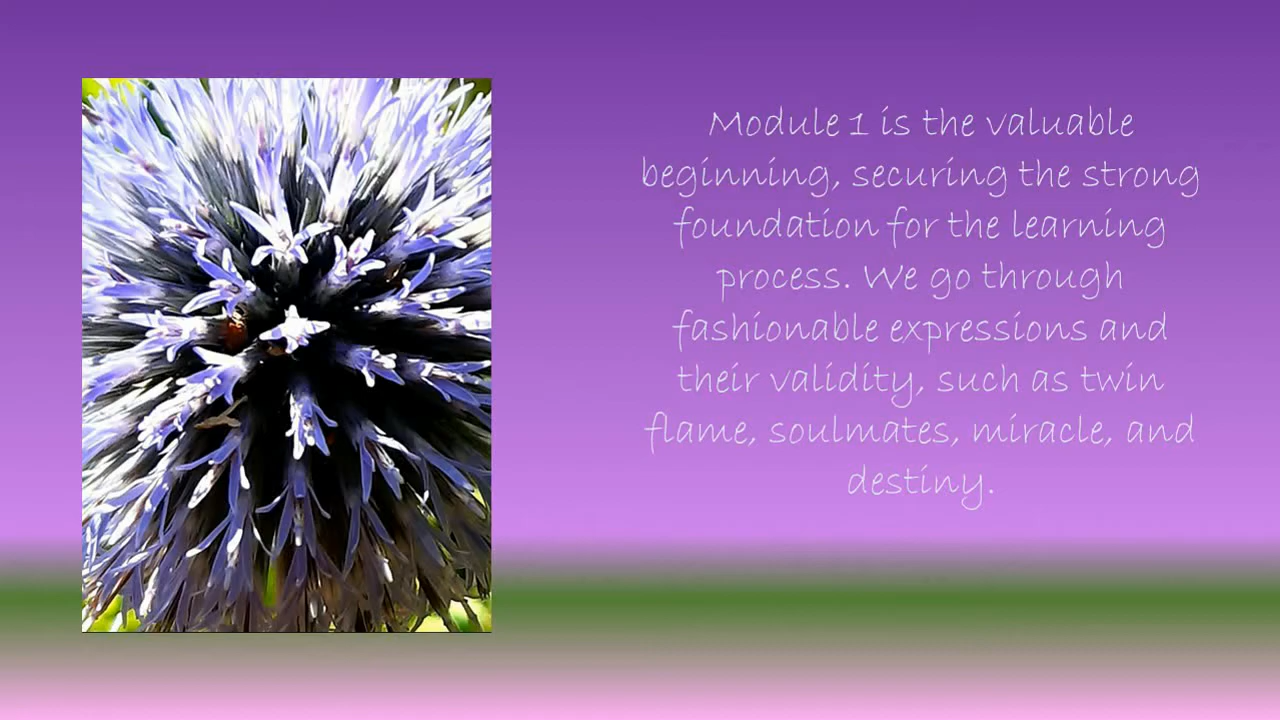 Module 1 is the valuable
beginning, securing the strong
foundation for the learning
process. We go through
fashionable expressions and
their validity, such as twin
flame, soulmates, miracle, and
destiny.